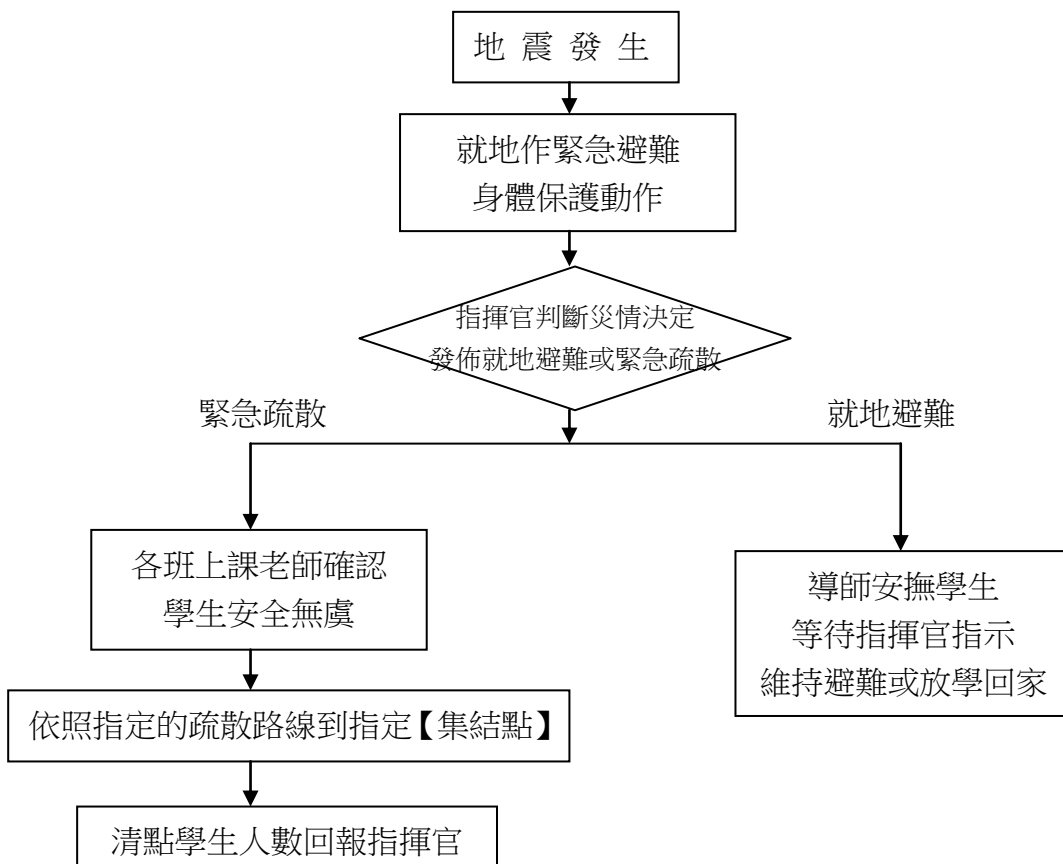 地震發生
就地作緊急避難
身體保護動作
指揮官判斷災情決定
發佈就地避難或緊急疏散
緊急疏散
就地避難
各班上課老師確認
學生安全無虞
導師安撫學生
等待指揮官指示
維持避難或放學回家
依照指定的疏散路線到指定【集結點】
清點學生人數回報指揮官